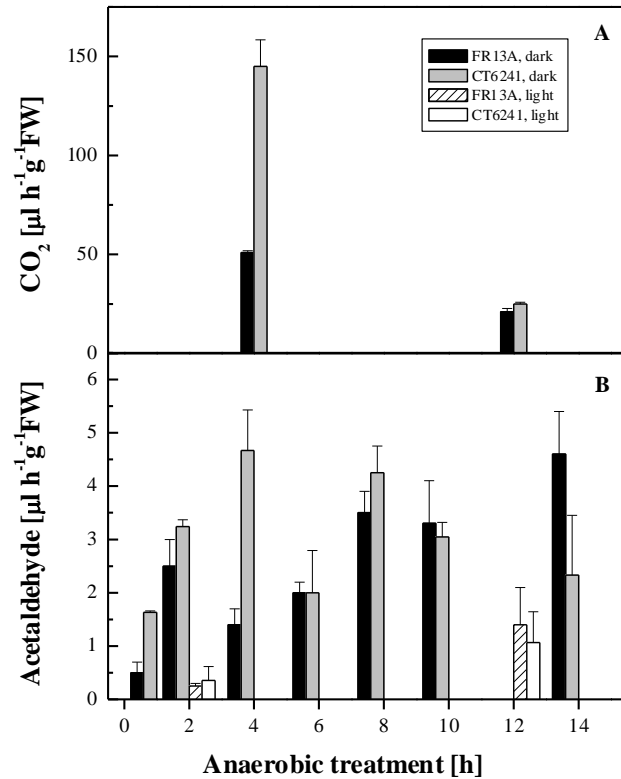 A
FR13A, dark
CT6241, dark
FR13A, light
CT6241, light
150
100
50
0
CO₂ [µl h⁻¹g⁻¹FW]
B
6
5
4
3
2
1
0
Acetaldehyde [µl h⁻¹g⁻¹FW]
0 2 4 6 8 10 12 14
Anaerobic treatment [h]